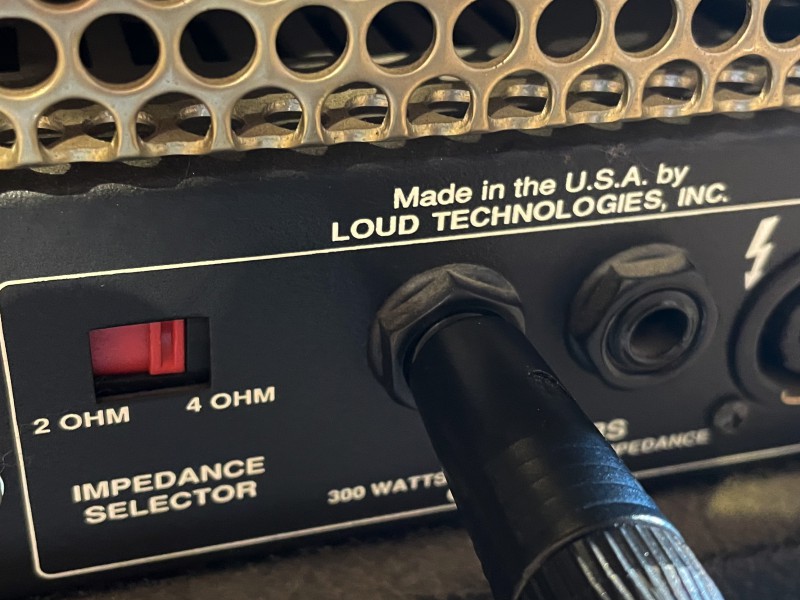 Made in the U.S.A. by
LOUD TECHNOLOGIES, INC.
2 OHM
4 OHM
IMPEDANCE
SELECTOR
300 WATTS